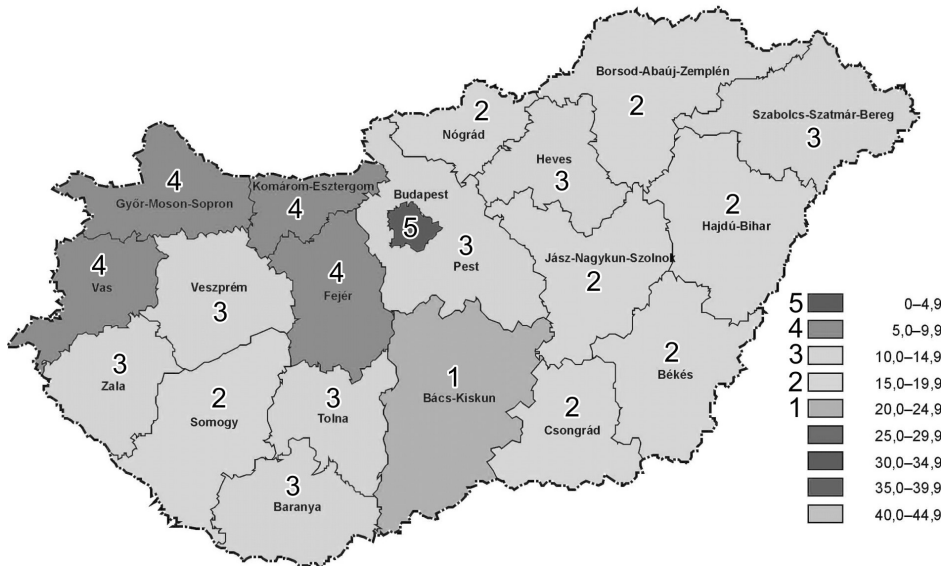 Borsod-Abaúj-Zemplén
2
2
Nógrád
Szabolcs-Szatmár-Bereg
3
Heves
3
4
Győr-Moson-Sopron
Komárom-Esztergom
4
Budapest
5
3
Pest
2
Hajdú-Bihar
Jász-Nagykun-Szolnok
2
4
Vas
Veszprém
3
4
Fejér
3
Zala
2
Somogy
3
Tolna
1
Bács-Kiskun
2
Csongrád
2
Békés
3
Baranya
5 0–4,9
4 5,0–9,9
3 10,0–14,9
2 15,0–19,9
1 20,0–24,9
25,0–29,9
30,0–34,9
35,0–39,9
40,0–44,9